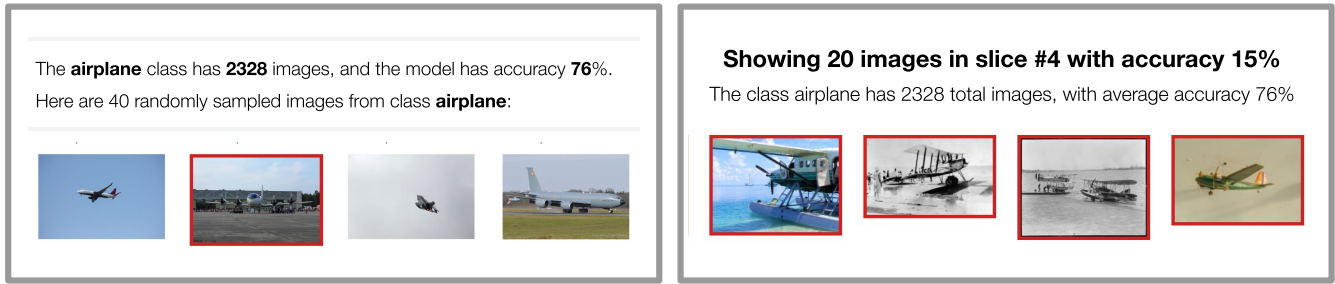 The airplane class has 2328 images, and the model has accuracy 76%.
Here are 40 randomly sampled images from class airplane:
Showing 20 images in slice #4 with accuracy 15%
The class airplane has 2328 total images, with average accuracy 76%